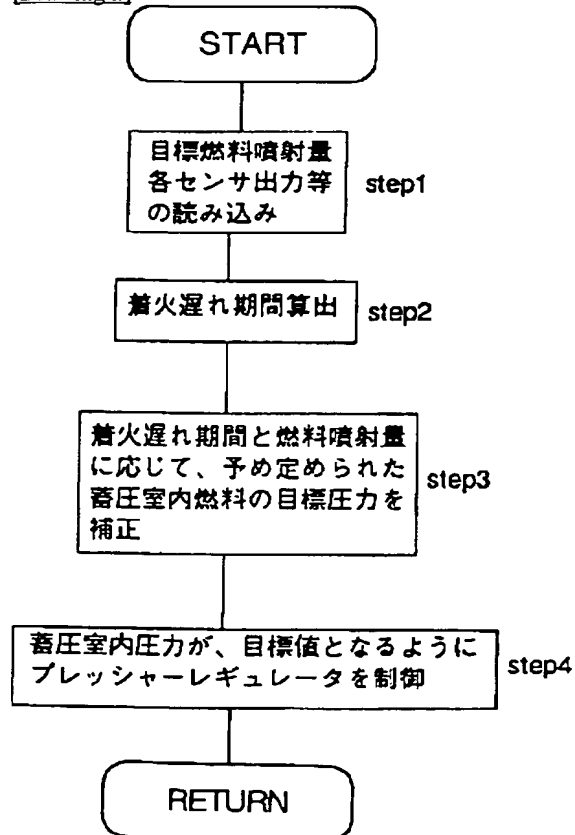 START
目標燃料噴射量
各センサ出力等
の読み込み
step1
着火遅れ期間算出
step2
着火遅れ期間と燃料噴射量
に応じて、予め定められた
蓄圧室内燃料の目標圧力を
補正
step3
蓄圧室内圧力が、目標値となるように
プレッシャーレギュレータを制御
step4
RETURN